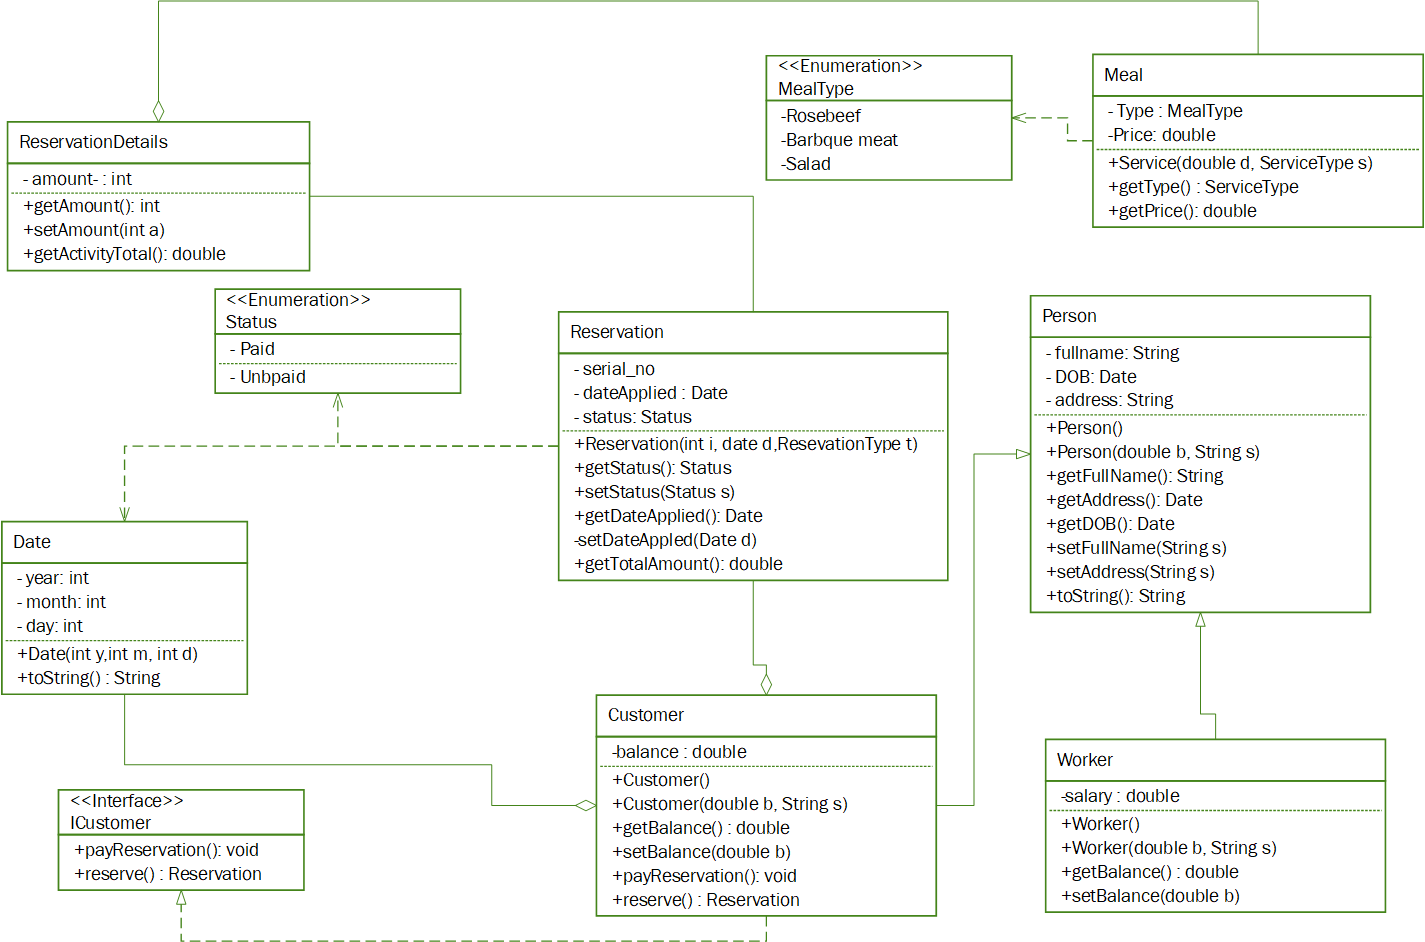 <<Enumeration>>
MealType
-Rosebeef
-Barbque meat
-Salad
Meal
- Type : MealType
-Price: double
+Service(double d, ServiceType s)
+getType() : ServiceType
+getPrice(): double
ReservationDetails
- amount- : int
+getAmount(): int
+setAmount(int a)
+getActivityTotal(): double
<<Enumeration>>
Status
- Paid
- Unbpaid
Reservation
- serial_no
- dateApplied : Date
- status: Status
+Reservation(int i, date d,ResevationType t)
+getStatus(): Status
+setStatus(Status s)
+getDateApplied(): Date
-setDateAppled(Date d)
+getTotalAmount(): double
Person
- fullname: String
- DOB: Date
- address: String
+Person()
+Person(double b, String s)
+getFullName(): String
+getAddress(): Date
+getDOB(): Date
+setFullName(String s)
+setAddress(String s)
+toString(): String
Date
- year: int
- month: int
- day: int
+Date(int y,int m, int d)
+toString() : String
Customer
-balance : double
+Customer()
+Customer(double b, String s)
+getBalance() : double
+setBalance(double b)
+payReservation(): void
+reserve() : Reservation
Worker
-salary : double
+Worker()
+Worker(double b, String s)
+getBalance() : double
+setBalance(double b)
<<Interface>>
ICustomer
+payReservation(): void
+reserve() : Reservation